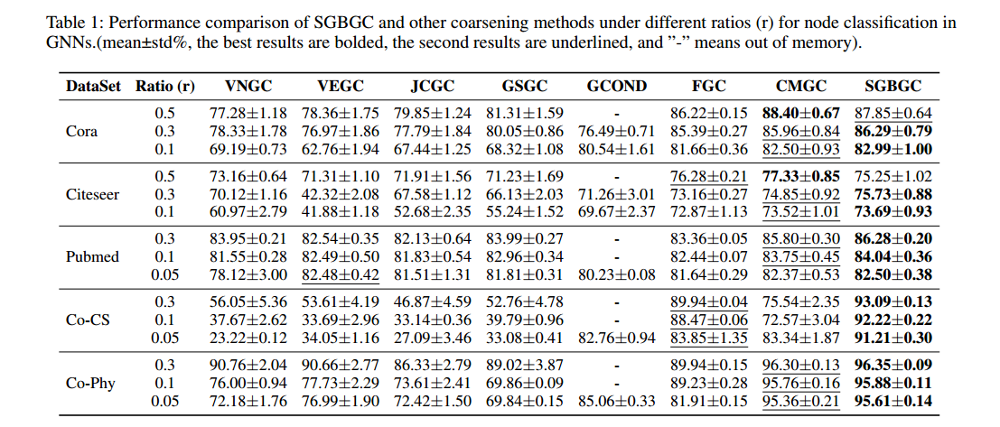 Table 1: Performance comparison of SGBGC and other coarsening methods under different ratios (r) for node classification in
GNNs.(mean±std%, the best results are bolded, the second results are underlined, and ”-” means out of memory).
DataSet Ratio (r) VNGC VEGC JCGC GSGC GCOND FGC CMGC SGBGC
0.5 77.28±1.18 78.36±1.75 79.85±1.24 81.31±1.59 - 86.22±0.15 88.40±0.67 87.85±0.64
Cora 0.3 78.33±1.78 76.97±1.86 77.79±1.84 80.05±0.86 76.49±0.71 85.39±0.27 85.96±0.84 86.29±0.79
0.1 69.19±0.73 62.76±1.94 67.44±1.25 68.32±1.08 80.54±1.61 81.66±0.36 82.50±0.93 82.99±1.00
0.5 73.16±0.64 71.31±1.10 71.91±1.56 71.23±1.69 - 76.28±0.21 77.33±0.85 75.25±1.02
Citeseer 0.3 70.12±1.16 42.32±2.08 67.58±1.12 66.13±2.03 71.26±3.01 73.16±0.27 74.85±0.92 75.73±0.88
0.1 60.97±2.79 41.88±1.18 52.68±2.35 55.24±1.52 69.67±2.37 72.87±1.13 73.52±1.01 73.69±0.93
0.3 83.95±0.21 82.54±0.35 82.13±0.64 83.99±0.27 - 83.36±0.05 85.80±0.30 86.28±0.20
Pubmed 0.1 81.55±0.28 82.49±0.50 81.83±0.54 82.96±0.34 - 82.44±0.07 83.75±0.45 84.04±0.36
0.05 78.12±3.00 82.48±0.42 81.51±1.31 81.81±0.31 80.23±0.08 81.64±0.29 82.37±0.53 82.50±0.38
0.3 56.05±5.36 53.61±4.19 46.87±4.59 52.76±4.78 - 89.94±0.04 75.54±2.35 93.09±0.13
Co-CS 0.1 37.67±2.62 33.69±2.96 33.14±0.36 39.79±0.96 - 88.47±0.06 72.57±3.04 92.22±0.22
0.05 23.22±0.12 34.05±1.16 27.09±3.46 33.08±0.41 82.76±0.94 83.85±1.35 83.34±1.87 91.21±0.30
0.3 90.76±2.04 90.66±2.77 86.33±2.79 89.02±3.87 - 89.94±0.15 96.30±0.13 96.35±0.09
Co-Phy 0.1 76.00±0.94 77.73±2.29 73.61±2.41 69.86±0.09 - 89.23±0.28 95.76±0.16 95.88±0.11
0.05 72.18±1.76 76.99±1.90 72.42±1.50 69.84±0.15 85.06±0.33 81.91±0.15 95.36±0.21 95.61±0.14